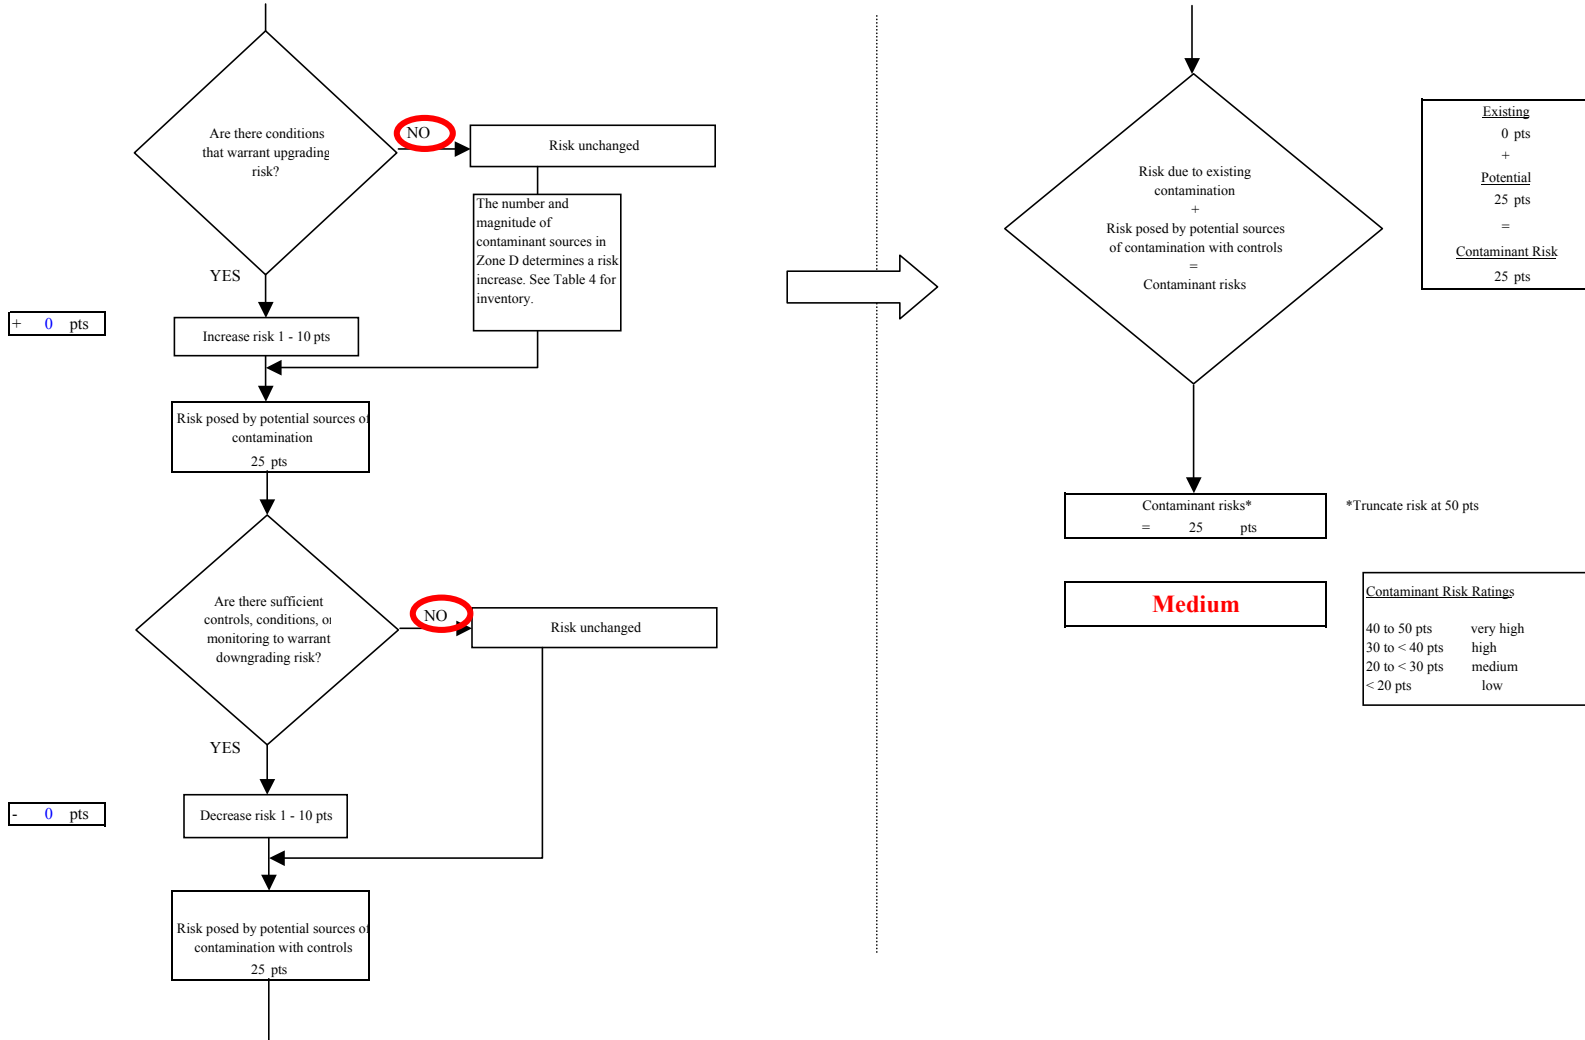 Are there conditions
that warrant upgrading
risk?
NO
Risk unchanged
The number and
magnitude of
contaminant sources in
Zone D determines a risk
increase. See Table 4 for
inventory.
YES
+ 0 pts
Increase risk 1 - 10 pts
Risk posed by potential sources of
contamination
25 pts
Are there sufficient
controls, conditions, or
monitoring to warrant
downgrading risk?
NO
Risk unchanged
YES
- 0 pts
Decrease risk 1 - 10 pts
Risk posed by potential sources of
contamination with controls
25 pts
Risk due to existing
contamination
+
Risk posed by potential sources
of contamination with controls
=
Contaminant risks
Existing
0 pts
+
Potential
25 pts
=
Contaminant Risk
25 pts
Contaminant risks*
= 25 pts
*Truncate risk at 50 pts
Medium
Contaminant Risk Ratings
40 to 50 pts very high
30 to < 40 pts high
20 to < 30 pts medium
< 20 pts low